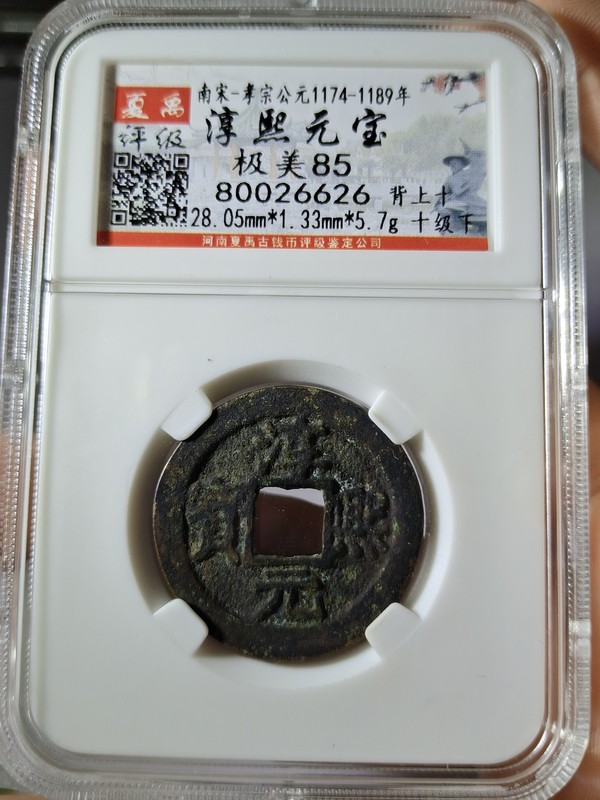 南宋-孝宗公元1174-1189年
夏禹
评级
淳熙元宝
极美85
80026626 背上十
28.05mm*1.33mm*5.7g 十级下
河南夏禹古钱币评级鉴定公司
淳
熙
元
寳